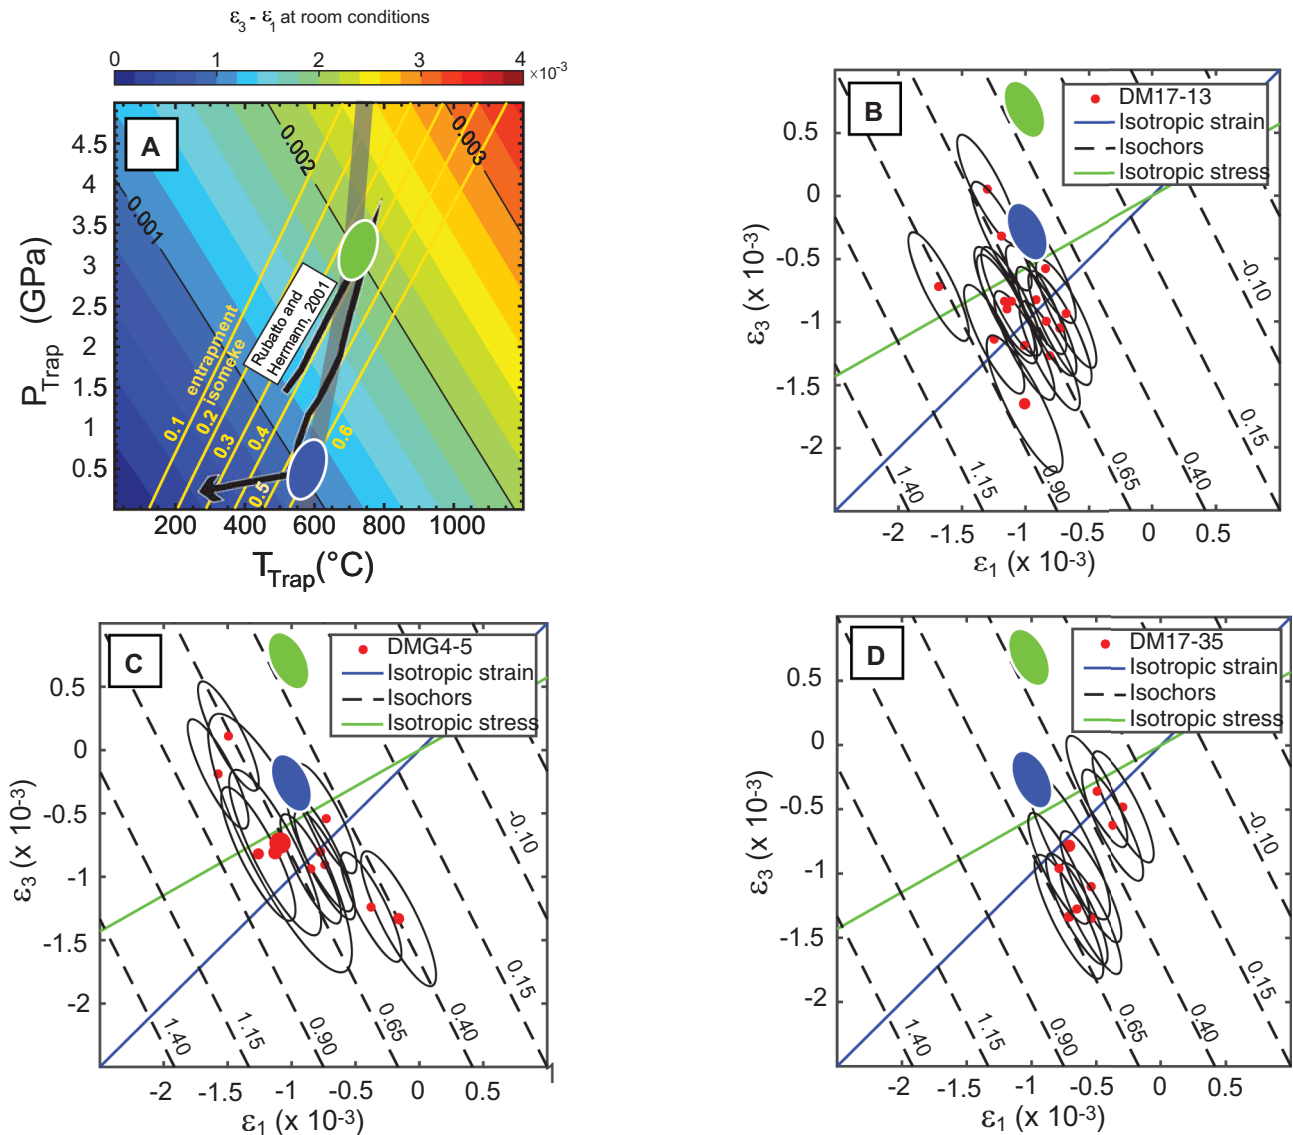 ε3 - ε1 at room conditions
0 1 2 3 4
×10-3
A
4.5
4
3.5
3
2.5
2
1.5
1
0.5
PTrap (GPa)
0.001
0.002
0.003
Rubatto and
Hermann, 2001
entrapment
isomeke
0.1
0.2
0.3
0.4
0.5
0.6
200 400 600 800 1000
TTrap(°C)
B
DM17-13
Isotropic strain
Isochors
Isotropic stress
0.5
0
-0.5
-1
-1.5
-2
ε3 (x 10-3)
-0.10
0.15
1.40
1.15
0.90
0.65
0.40
-2 -1.5 -1 -0.5 0 0.5
ε1 (x 10-3)
C
DMG4-5
Isotropic strain
Isochors
Isotropic stress
0.5
0
-0.5
-1
-1.5
-2
ε3 (x 10-3)
-0.10
0.15
1.40
1.15
0.90
0.65
0.40
-2 -1.5 -1 -0.5 0 0.5
ε1 (x 10-3)
D
DM17-35
Isotropic strain
Isochors
Isotropic stress
0.5
0
-0.5
-1
-1.5
-2
ε3 (x 10-3)
-0.10
0.15
1.40
1.15
0.90
0.65
0.40
-2 -1.5 -1 -0.5 0 0.5
ε1 (x 10-3)